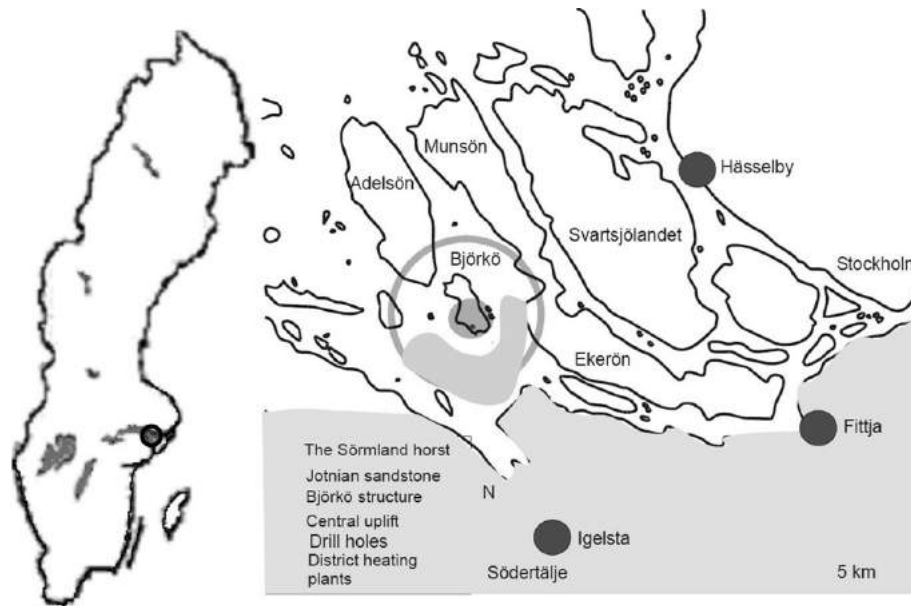 Munsön
Hässelby
Adelsön
Svartsjölandet
Björkö
Stockholm
Ekerön
Fittja
The Sörmland horst
Jotnian sandstone
N
Björkö structure
Central uplift
Drill holes
Igelsta
District heating
plants
Södertälje
5 km